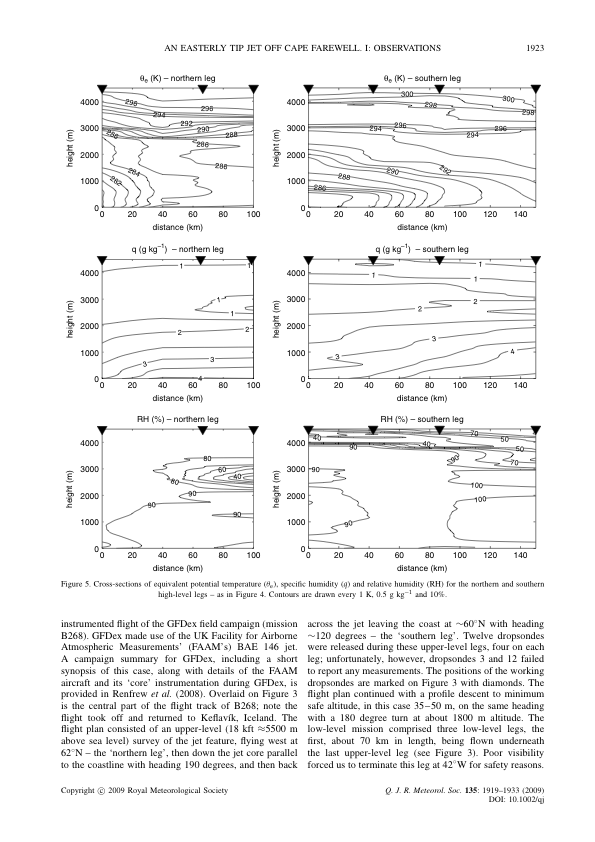 AN EASTERLY TIP JET OFF CAPE FAREWELL. I: OBSERVATIONS
1923
θe (K) – northern leg
θe (K) – southern leg
height (m)
4000
3000
2000
1000
0
296
298
294
292
290
288
286
286
284
282
286
0 20 40 60 80 100
distance (km)
height (m)
4000
3000
2000
1000
0
300
300
298
298
296
294
296
292
290
288
286
0 20 40 60 80 100 120 140
distance (km)
q (g kg−1) – northern leg
q (g kg−1) – southern leg
height (m)
4000
3000
2000
1000
0
1
1
1
1
2
2
3
3
4
0 20 40 60 80 100
distance (km)
height (m)
4000
3000
2000
1000
0
1
1
1
2
2
3
3
4
0 20 40 60 80 100 120 140
distance (km)
RH (%) – northern leg
RH (%) – southern leg
height (m)
4000
3000
2000
1000
0
80
60
40
80
90
90
90
0 20 40 60 80 100
distance (km)
height (m)
4000
3000
2000
1000
0
40
70
50
90
40
50
90
70
90
100
100
90
0 20 40 60 80 100 120 140
distance (km)
Figure 5. Cross-sections of equivalent potential temperature (θe), specific humidity (q) and relative humidity (RH) for the northern and southern
high-level legs – as in Figure 4. Contours are drawn every 1 K, 0.5 g kg−1 and 10%.
instrumented flight of the GFDex field campaign (mission
B268). GFDex made use of the UK Facility for Airborne
Atmospheric Measurements’ (FAAM’s) BAE 146 jet.
A campaign summary for GFDex, including a short
synopsis of this case, along with details of the FAAM
aircraft and its ‘core’ instrumentation during GFDex, is
provided in Renfrew et al. (2008). Overlaid on Figure 3
is the central part of the flight track of B268; note the
flight took off and returned to Keflavík, Iceland. The
flight plan consisted of an upper-level (18 kft ≈5500 m
above sea level) survey of the jet feature, flying west at
62°N – the ‘northern leg’, then down the jet core parallel
to the coastline with heading 190 degrees, and then back
across the jet leaving the coast at ∼60°N with heading
∼120 degrees – the ‘southern leg’. Twelve dropsondes
were released during these upper-level legs, four on each
leg; unfortunately, however, dropsondes 3 and 12 failed
to report any measurements. The positions of the working
dropsondes are marked on Figure 3 with diamonds. The
flight plan continued with a profile descent to minimum
safe altitude, in this case 35–50 m, on the same heading
with a 180 degree turn at about 1800 m altitude. The
low-level mission comprised three low-level legs, the
first, about 70 km in length, being flown underneath
the last upper-level leg (see Figure 3). Poor visibility
forced us to terminate this leg at 42°W for safety reasons.
Copyright © 2009 Royal Meteorological Society
Q. J. R. Meteorol. Soc. 135: 1919–1933 (2009)
DOI: 10.1002/qj